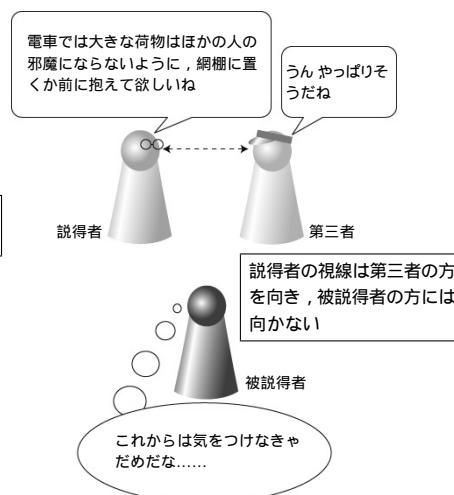 電車では大きな荷物はほかの人の
邪魔にならないように，網棚に置
くか前に抱えて欲しいね
うん やっぱりそ
うだね
説得者
第三者
説得者の視線は第三者の方
を向き，被説得者の方には
向かない
被説得者
これからは気をつけなきゃ
だめだな……